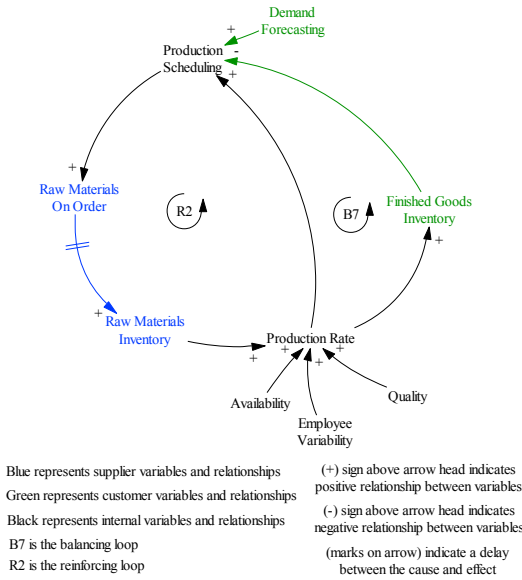 Demand
Forecasting
+
Production
Scheduling
-
+
+
Raw Materials
On Order
R2
B7
Finished Goods
Inventory
+
+
Raw Materials
Inventory
+
Production Rate
+
+
+
Availability
Employee
Variability
Quality
Blue represents supplier variables and relationships
Green represents customer variables and relationships
Black represents internal variables and relationships
B7 is the balancing loop
R2 is the reinforcing loop
(+) sign above arrow head indicates
positive relationship between variables
(-) sign above arrow head indicates
negative relationship between variables
(marks on arrow) indicate a delay
between the cause and effect